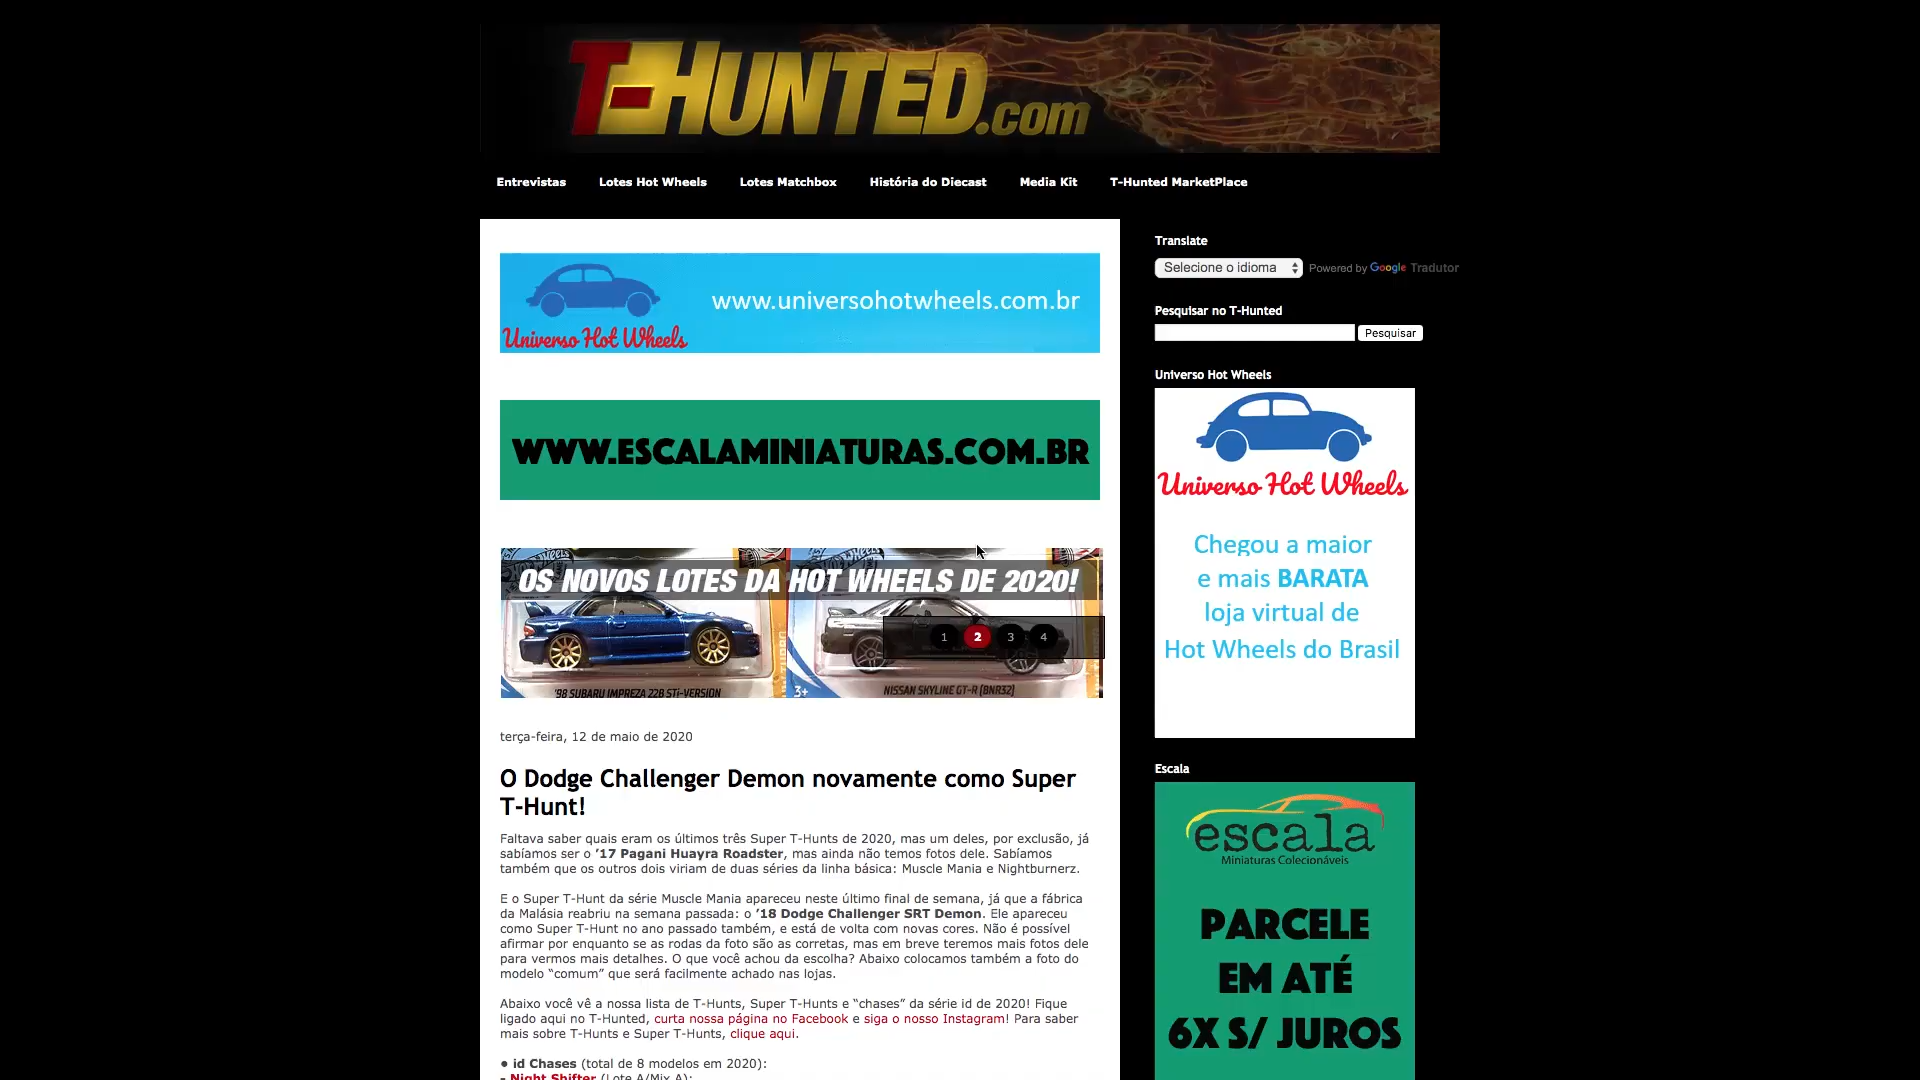 T-HUNTED.com
Entrevistas Lotes Hot Wheels Lotes Matchbox História do Diecast Media Kit T-Hunted MarketPlace
Universo Hot Wheels
www.universohotwheels.com.br
WWW.ESCALAMINIATURAS.COM.BR
OS NOVOS LOTES DA HOT WHEELS DE 2020!
1 2 3 4
'98 SUBARU IMPREZA 22B STi-VERSION
3+
NISSAN SKYLINE GT-R [BNR32]
terça-feira, 12 de maio de 2020
O Dodge Challenger Demon novamente como Super
T-Hunt!
Faltava saber quais eram os últimos três Super T-Hunts de 2020, mas um deles, por exclusão, já
sabíamos ser o ’17 Pagani Huayra Roadster, mas ainda não temos fotos dele. Sabíamos
também que os outros dois viriam de duas séries da linha básica: Muscle Mania e Nightburnerz.
E o Super T-Hunt da série Muscle Mania apareceu neste último final de semana, já que a fábrica
da Malásia reabriu na semana passada: o ’18 Dodge Challenger SRT Demon. Ele apareceu
como Super T-Hunt no ano passado também, e está de volta com novas cores. Não é possível
afirmar por enquanto se as rodas da foto são as corretas, mas em breve teremos mais fotos dele
para vermos mais detalhes. O que você achou da escolha? Abaixo colocamos também a foto do
modelo “comum” que será facilmente achado nas lojas.
Abaixo você vê a nossa lista de T-Hunts, Super T-Hunts e “chases” da série id de 2020! Fique
ligado aqui no T-Hunted, curta nossa página no Facebook e siga o nosso Instagram! Para saber
mais sobre T-Hunts e Super T-Hunts, clique aqui.
● id Chases (total de 8 modelos em 2020):
- Night Shifter (Lote A/Mix A):
Translate
Selecione o idioma Powered by Google Tradutor
Pesquisar no T-Hunted
Pesquisar
Universo Hot Wheels
Universo Hot Wheels
Chegou a maior
e mais BARATA
loja virtual de
Hot Wheels do Brasil
Escala
escala
Miniaturas Colecionáveis
PARCELE
EM ATÉ
6X S/ JUROS